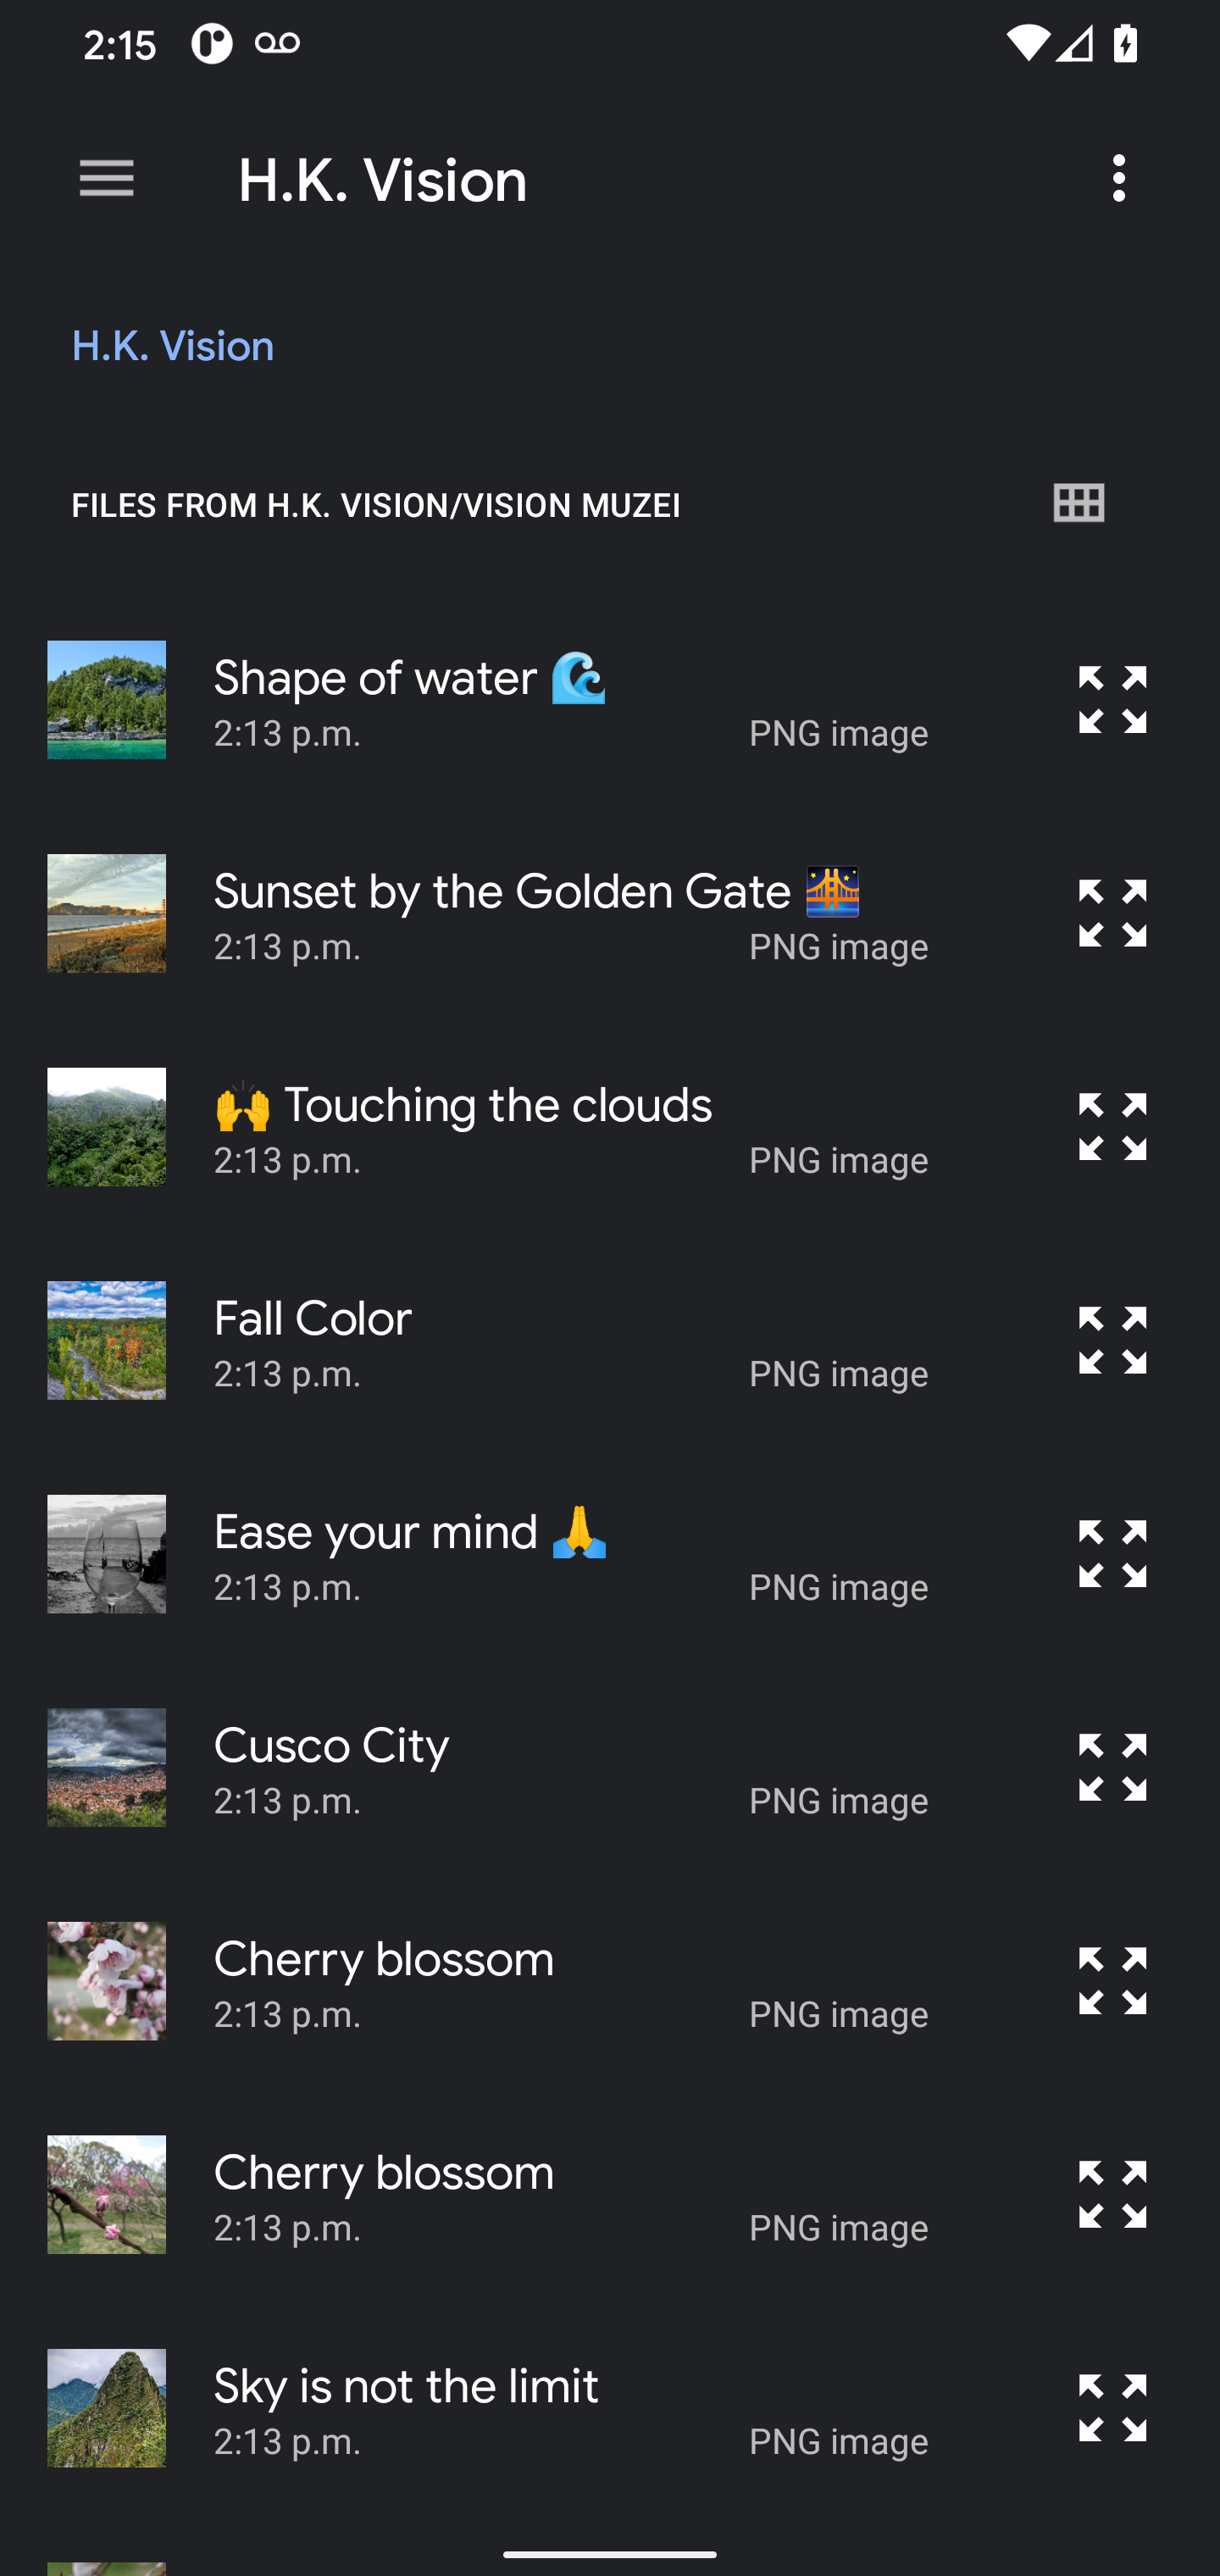 2:15
H.K. Vision
H.K. Vision
FILES FROM H.K. VISION/VISION MUZEI
Shape of water 🌊
2:13 p.m. PNG image
Sunset by the Golden Gate 🌉
2:13 p.m. PNG image
🙌 Touching the clouds
2:13 p.m. PNG image
Fall Color
2:13 p.m. PNG image
Ease your mind 🙏
2:13 p.m. PNG image
Cusco City
2:13 p.m. PNG image
Cherry blossom
2:13 p.m. PNG image
Cherry blossom
2:13 p.m. PNG image
Sky is not the limit
2:13 p.m. PNG image